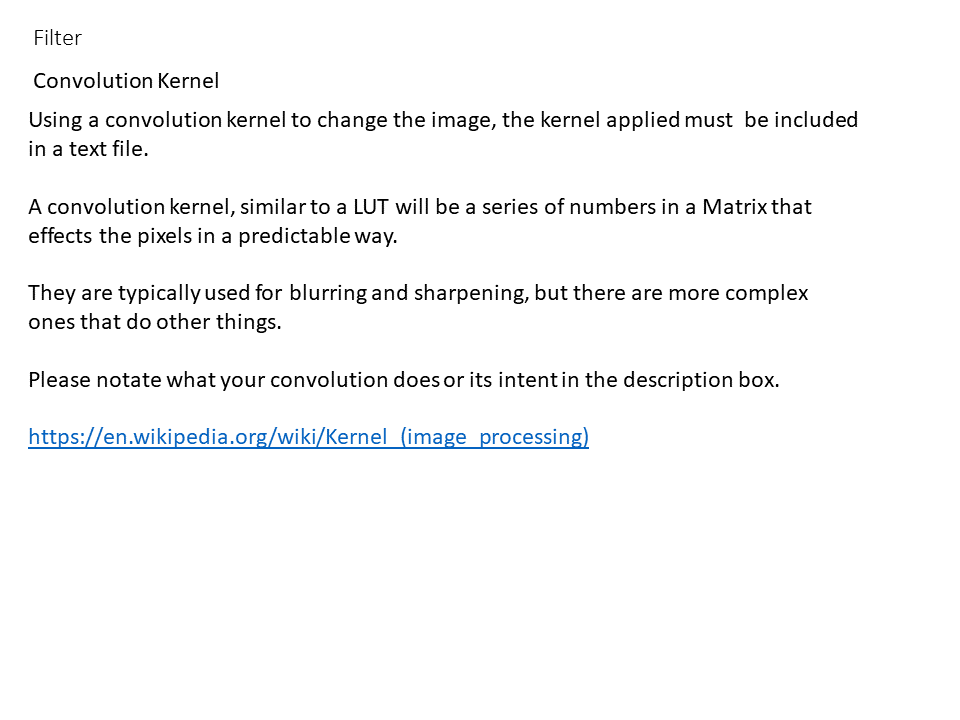 Filter
Convolution Kernel
Using a convolution kernel to change the image, the kernel applied must  be included
in a text file.
A convolution kernel, similar to a LUT will be a series of numbers in a Matrix that
effects the pixels in a predictable way.
They are typically used for blurring and sharpening, but there are more complex
ones that do other things.
Please notate what your convolution does or its intent in the description box.
https://en.wikipedia.org/wiki/Kernel_(image_processing)